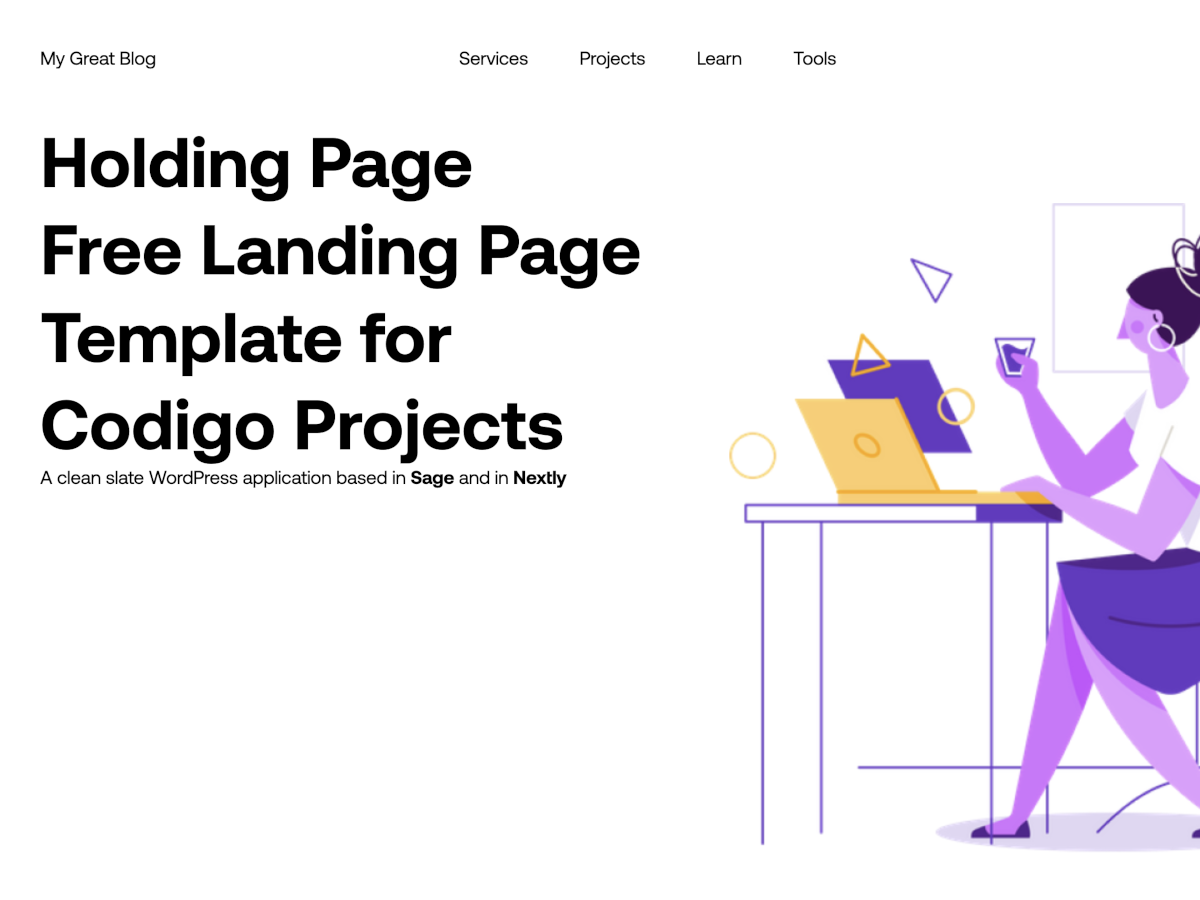 My Great Blog
Services
Projects
Learn
Tools
Holding Page
Free Landing Page
Template for
Codigo Projects
A clean slate WordPress application based in Sage and in Nextly